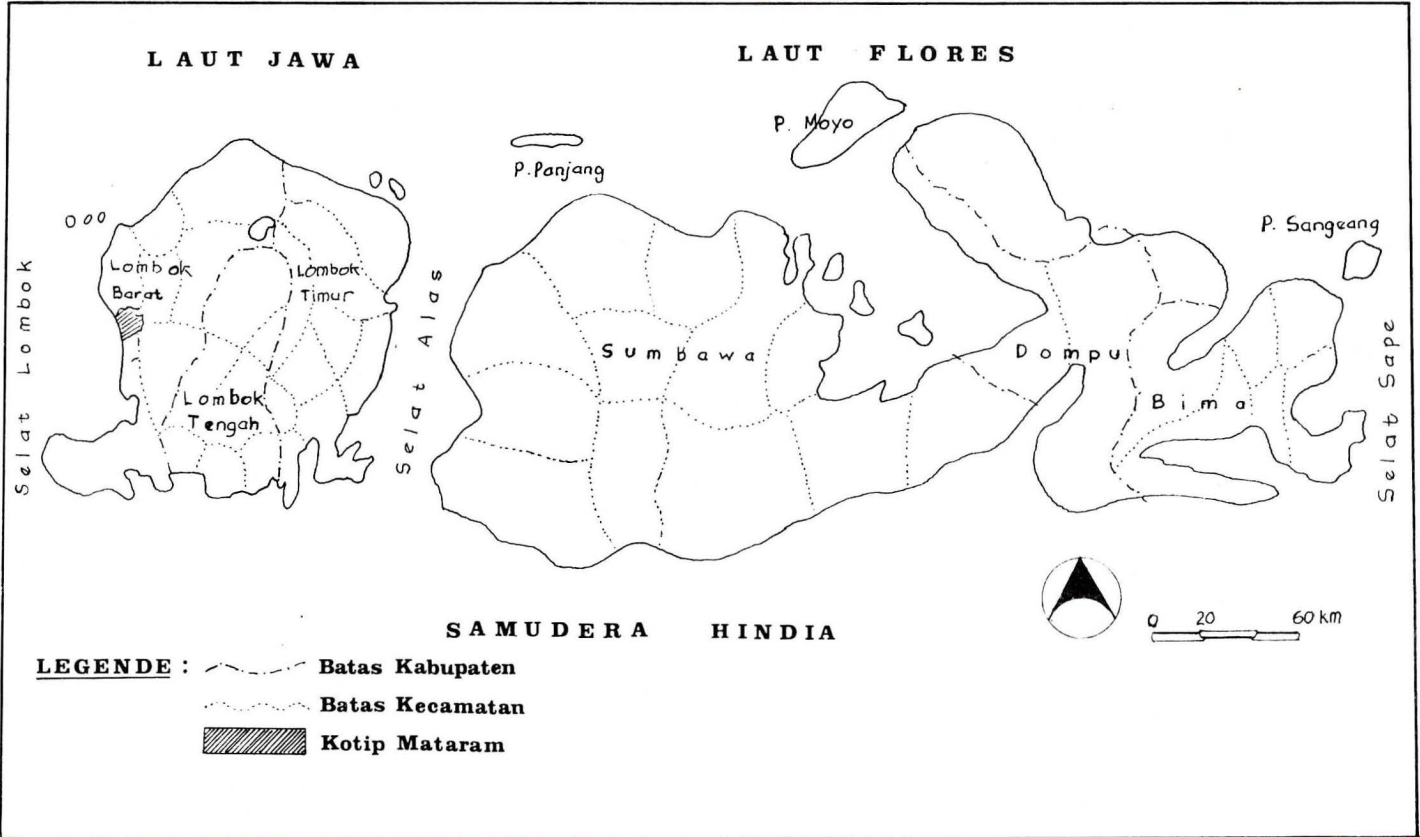 LAUT JAWA
LAUT FLORES
P. Moyo
P. Panjang
P. Sangeang
Lombok
Barat
Lombok
Timur
Selat Lombok
Selat Alas
Sumbawa
Dompu
Bima
Selat Sape
Lombok
Tengah
0 20 60 km
SAMUDERA HINDIA
LEGENDE :
Batas Kabupaten
Batas Kecamatan
Kotip Mataram